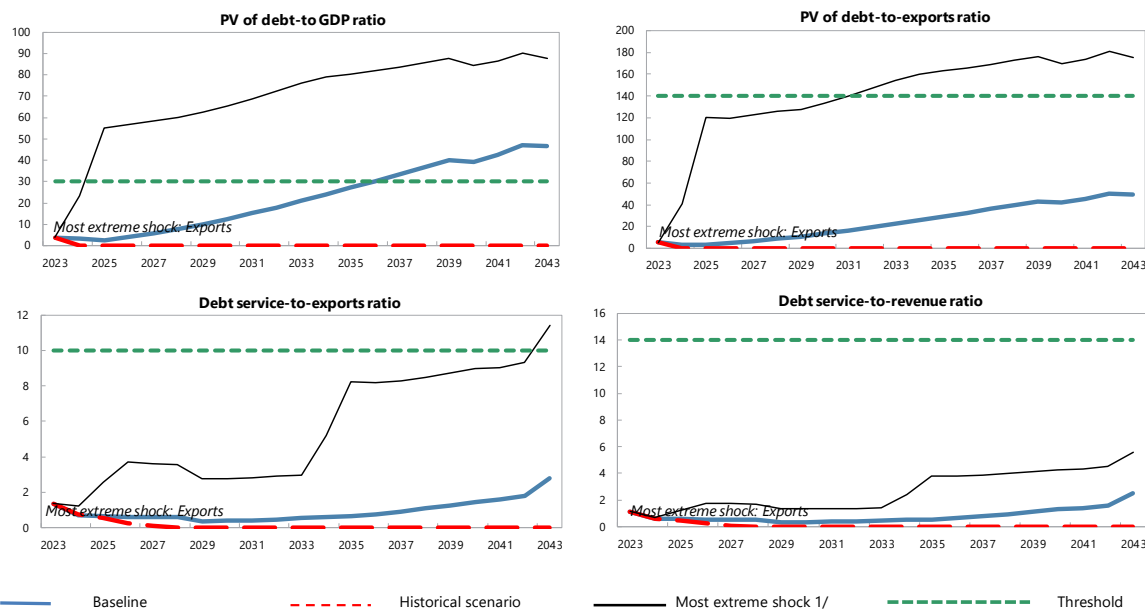 PV of debt-to GDP ratio
100
90
80
70
60
50
40
30
20
10
0
Most extreme shock: Exports
2023 2025 2027 2029 2031 2033 2035 2037 2039 2041 2043
PV of debt-to-exports ratio
200
180
160
140
120
100
80
60
40
20
0
Most extreme shock: Exports
2023 2025 2027 2029 2031 2033 2035 2037 2039 2041 2043
Debt service-to-exports ratio
12
10
8
6
4
2
0
Most extreme shock: Exports
2023 2025 2027 2029 2031 2033 2035 2037 2039 2041 2043
Debt service-to-revenue ratio
16
14
12
10
8
6
4
2
0
Most extreme shock: Exports
2023 2025 2027 2029 2031 2033 2035 2037 2039 2041 2043
Baseline Historical scenario Most extreme shock 1/ Threshold